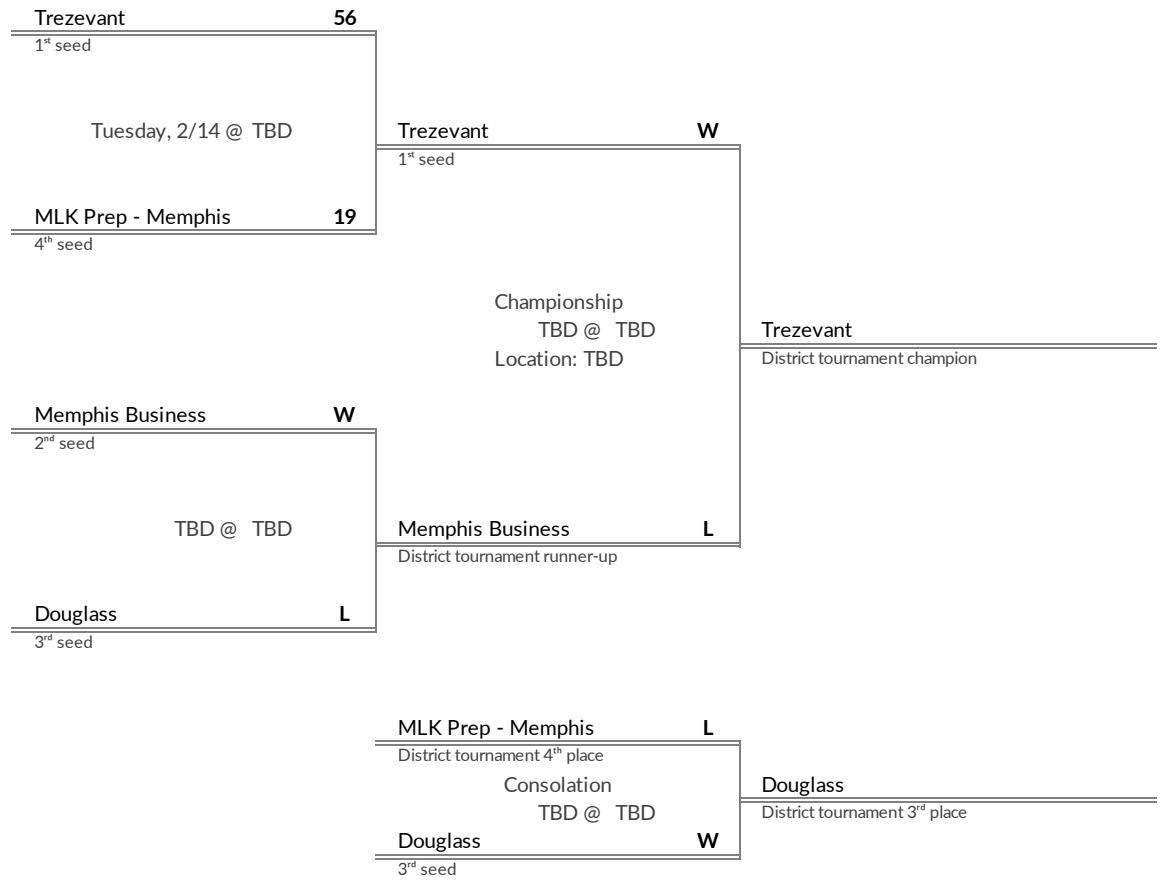 Trezevant 56
1st seed
Tuesday, 2/14 @ TBD
Trezevant W
1st seed
MLK Prep - Memphis 19
4th seed
Championship
TBD @ TBD
Location: TBD
Trezevant
District tournament champion
Memphis Business W
2nd seed
TBD @ TBD
Memphis Business L
District tournament runner-up
Douglass L
3rd seed
MLK Prep - Memphis L
District tournament 4th place
Consolation
TBD @ TBD
Douglass
District tournament 3rd place
Douglass W
3rd seed